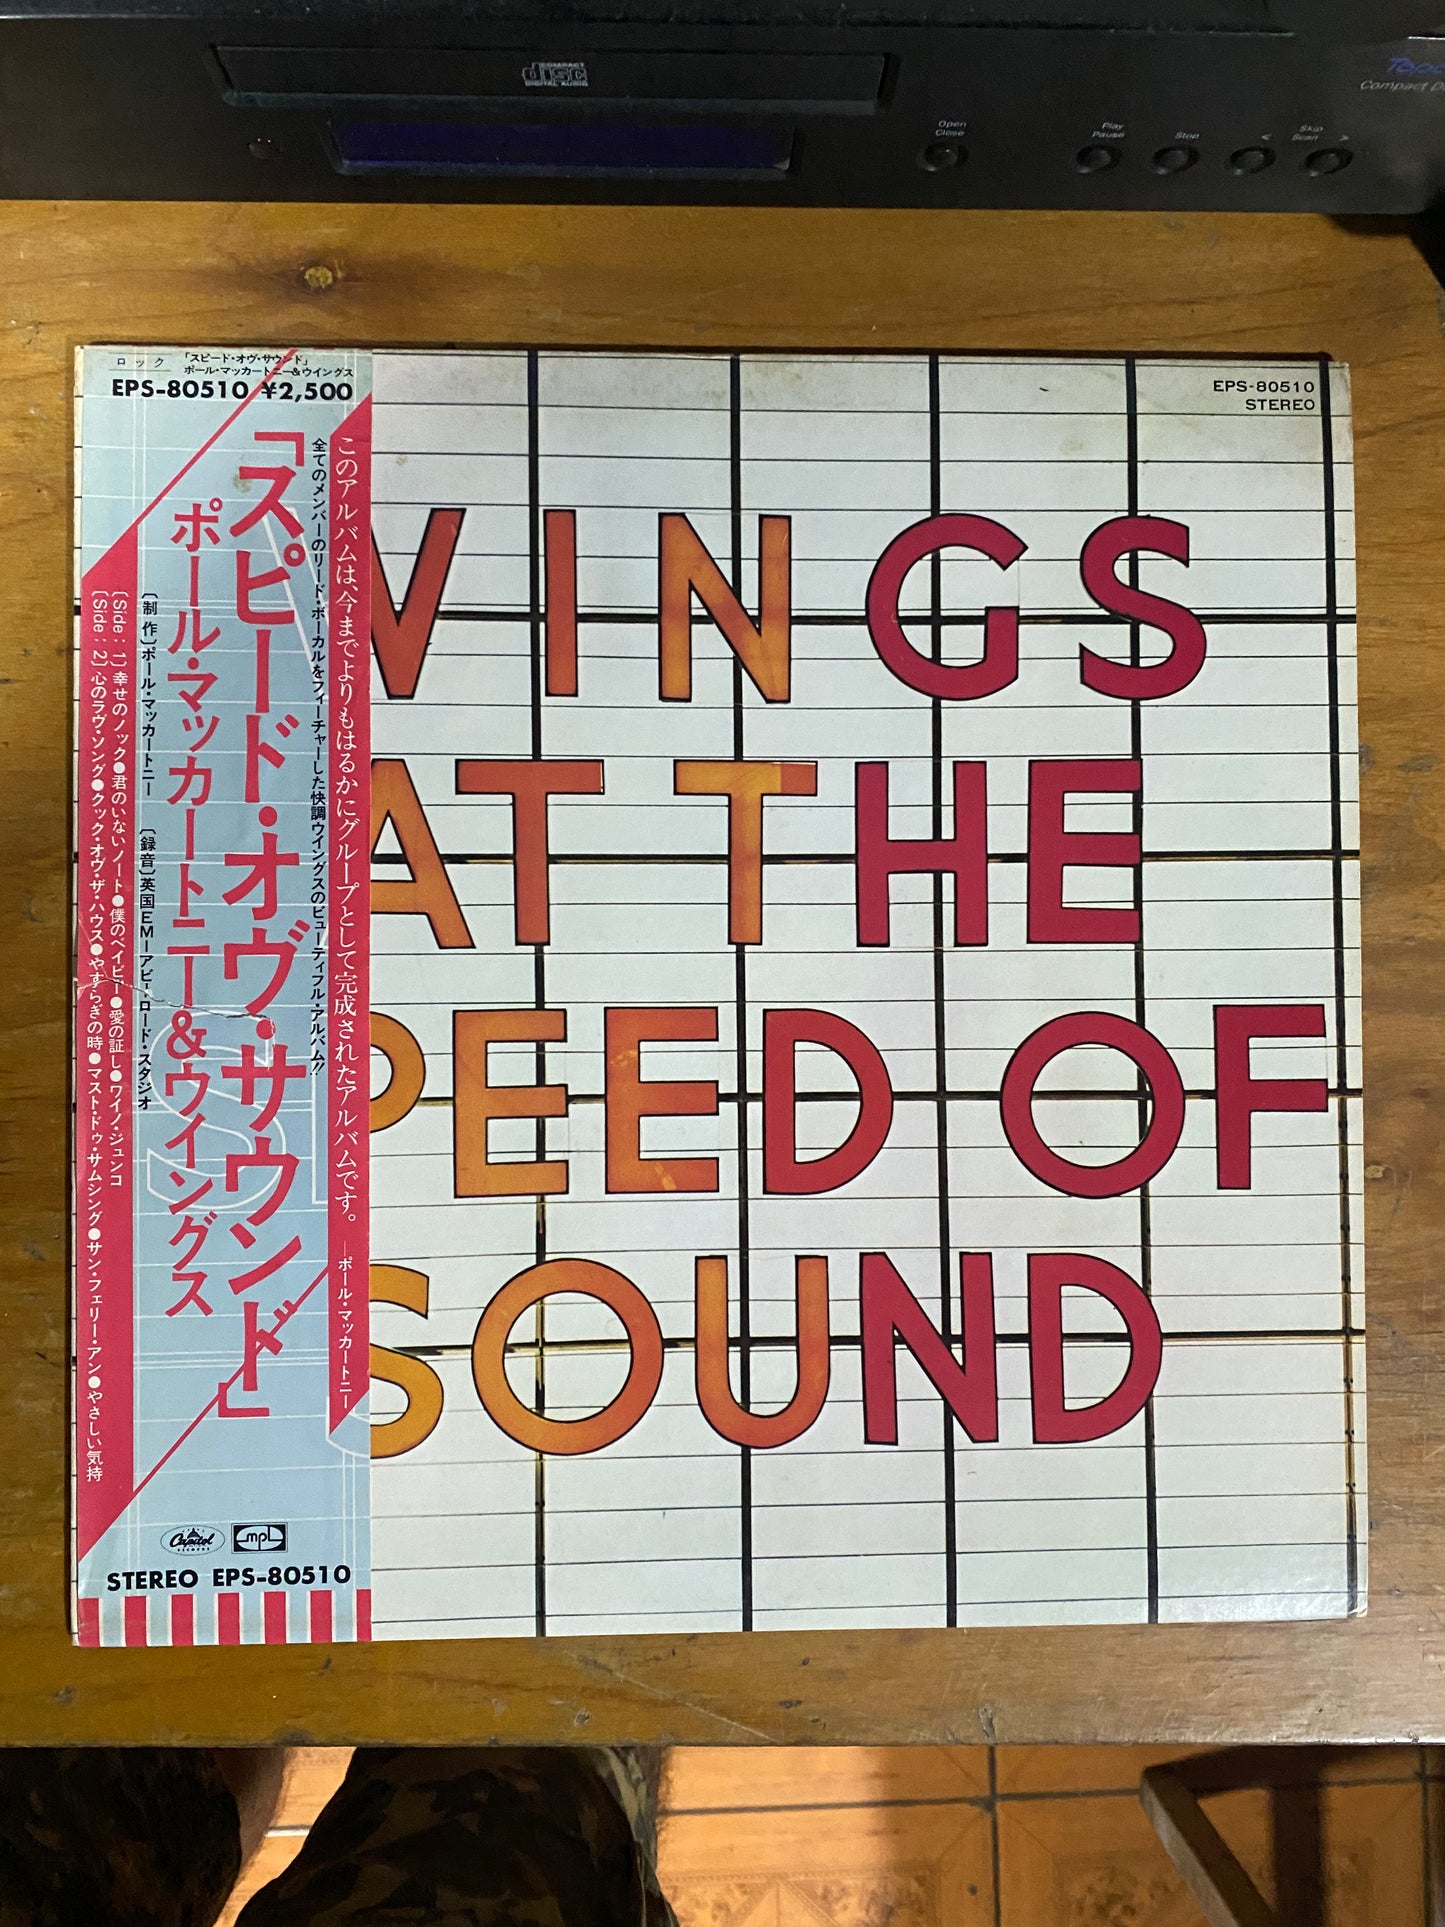 COMPACT
disc
DIGITAL AUDIO
Open
Close
Play
Pause
Stop
<
Skip
Scan
>
Compact
ロック
「スピード・オヴ・サウンド」
ポール・マッカートニー&ウイングス
EPS-80510 ¥2,500
このアルバムは、今までよりもはるかにグループとして完成されたアルバムです。 —ポール・マッカートニー
全てのメンバーのリード・ボーカルをフィーチャーした快調ウイングスのビューティフル・アルバム!!
「スピード・オヴ・サウンド」
ポール・マッカートニー&ウイングス
〔制作〕ポール・マッカートニー 〔録音〕英国EMIアビー・ロード・スタジオ
〔Side：1〕幸せのノック●君のいないノート●僕のベイビー●愛の証し●ワイノ・ジュンコ
〔Side：2〕心のラヴ・ソング●クック・オヴ・ザ・ハウス●やすらぎの時●マスト・ドゥ・サムシング●サン・フェリー・アン●やさしい気持
Capitol
RECORDS
mpl
STEREO EPS-80510
EPS-80510
STEREO
WINGS
AT THE
SPEED OF
SOUND